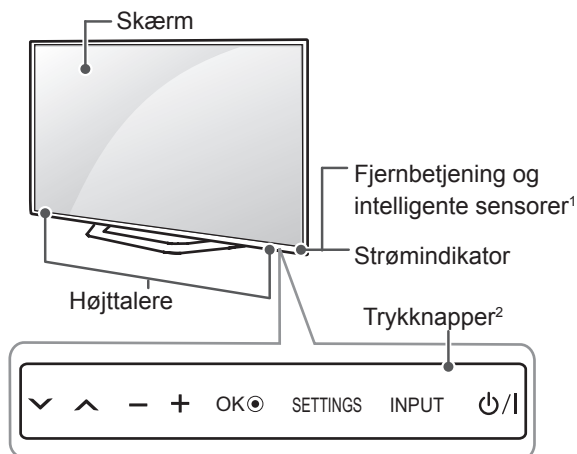 Skærm
Fjernbetjening og
intelligente sensorer¹
Strømindikator
Højttalere
Trykknapper²
OK SETTINGS INPUT